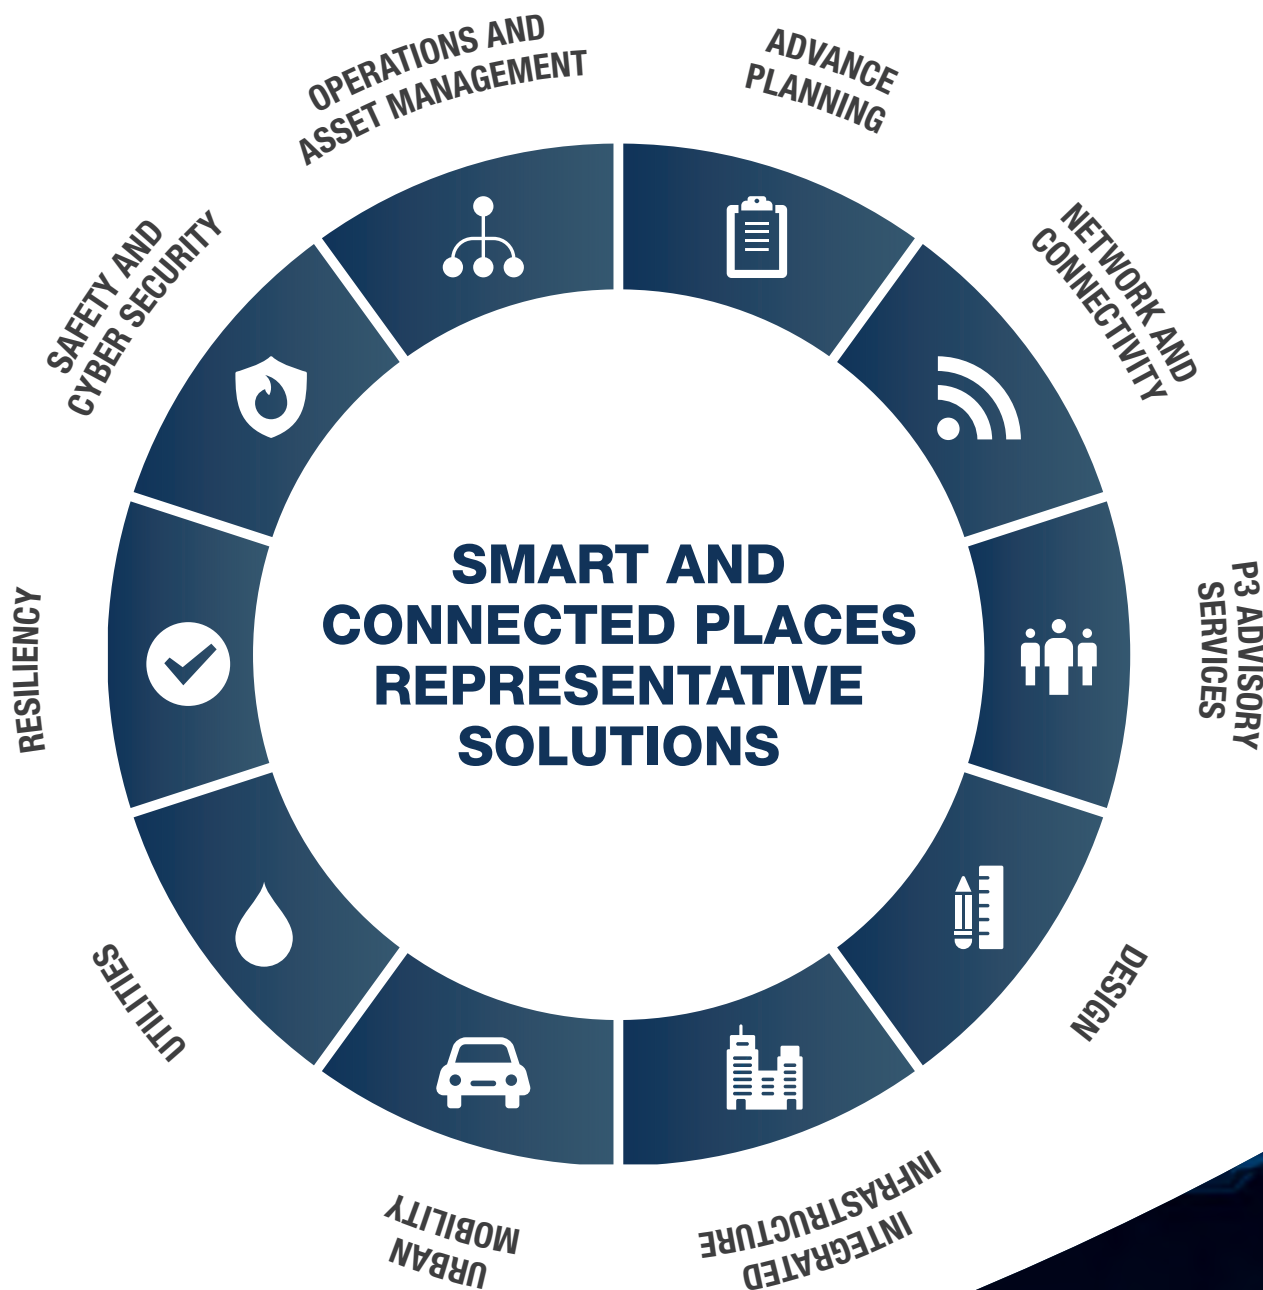 OPERATIONS AND
ASSET MANAGEMENT
ADVANCE
PLANNING
NETWORK AND
CONNECTIVITY
P3 ADVISORY
SERVICES
DESIGN
INTEGRATED
INFRASTRUCTURE
URBAN
MOBILITY
UTILITIES
RESILIENCY
SAFETY AND
CYBER SECURITY
SMART AND
CONNECTED PLACES
REPRESENTATIVE
SOLUTIONS